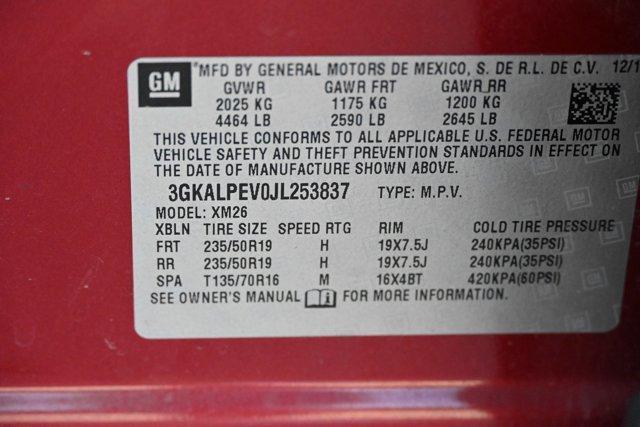 GM
*MFD BY GENERAL MOTORS DE MEXICO, S. DE R.L. DE C.V. 12/1
GVWR GAWR FRT GAWR RR
2025 KG 1175 KG 1200 KG
4464 LB 2590 LB 2645 LB
THIS VEHICLE CONFORMS TO ALL APPLICABLE U.S. FEDERAL MOTOR
VEHICLE SAFETY AND THEFT PREVENTION STANDARDS IN EFFECT ON
THE DATE OF MANUFACTURE SHOWN ABOVE.
3GKALPEV0JL253837 TYPE: M.P.V.
MODEL: XM26
XBLN TIRE SIZE SPEED RTG RIM COLD TIRE PRESSURE
FRT 235/50R19 H 19X7.5J 240KPA(35PSI)
RR 235/50R19 H 19X7.5J 240KPA(35PSI)
SPA T135/70R16 M 16X4BT 420KPA(60PSI)
SEE OWNER'S MANUAL FOR MORE INFORMATION.